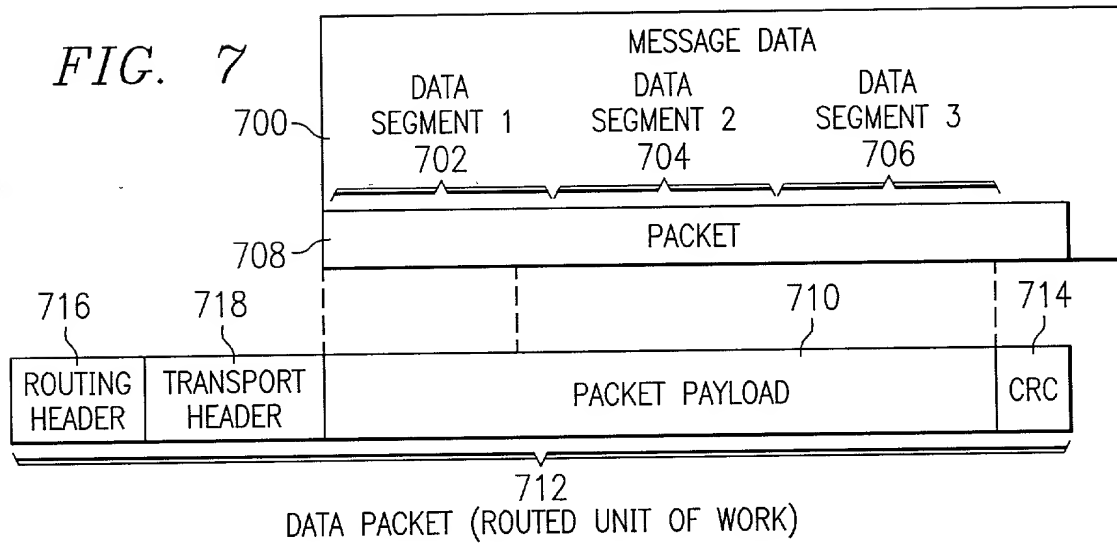 FIG. 7
MESSAGE DATA
DATA SEGMENT 1
DATA SEGMENT 2
DATA SEGMENT 3
700
702
704
706
708
PACKET
716
718
710
714
ROUTING HEADER
TRANSPORT HEADER
PACKET PAYLOAD
CRC
712
DATA PACKET (ROUTED UNIT OF WORK)